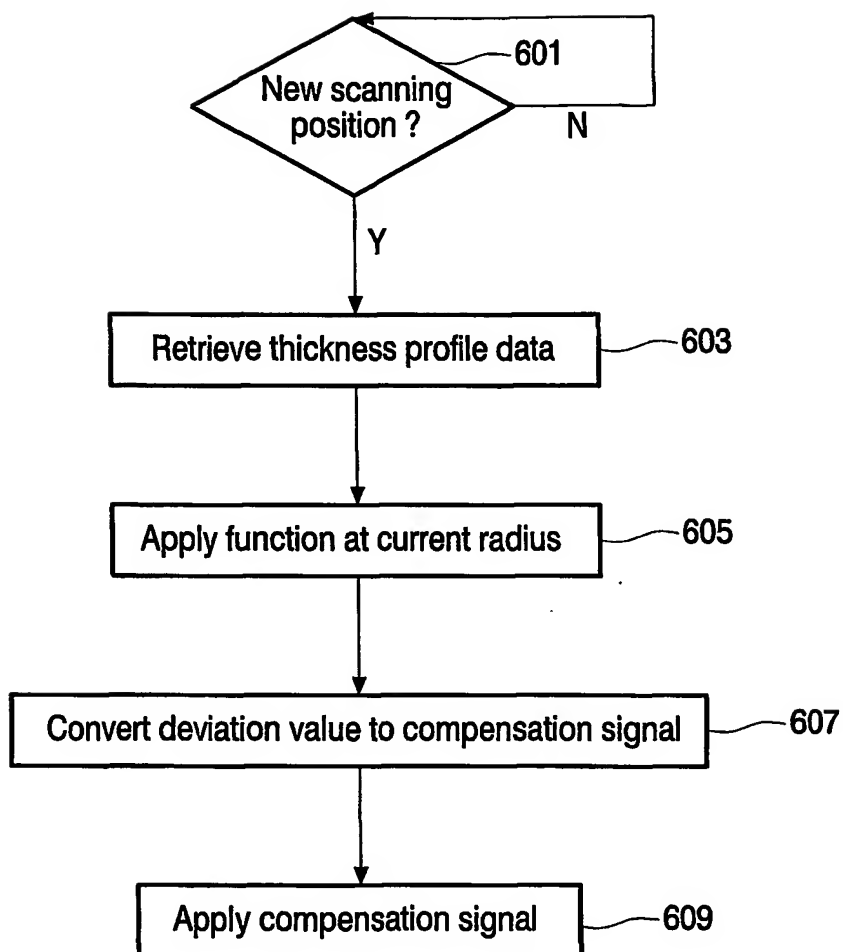 601
New scanning
position ?
N
Y
Retrieve thickness profile data
603
Apply function at current radius
605
Convert deviation value to compensation signal
607
Apply compensation signal
609